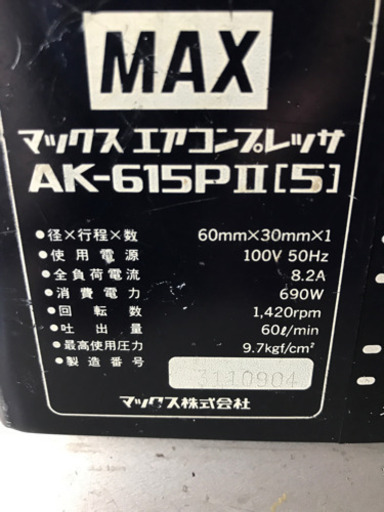 MAX
マックス エアコンプレッサ
AK-615PⅡ[5]
●径×行程×数 60mm×30mm×1
●使用電源 100V 50Hz
●全負荷電流 8.2A
●消費電力 690W
●回転数 1,420rpm
●吐出量 60ℓ/min
●最高使用圧力 9.7kgf/cm²
●製造番号 3110904
マックス株式会社